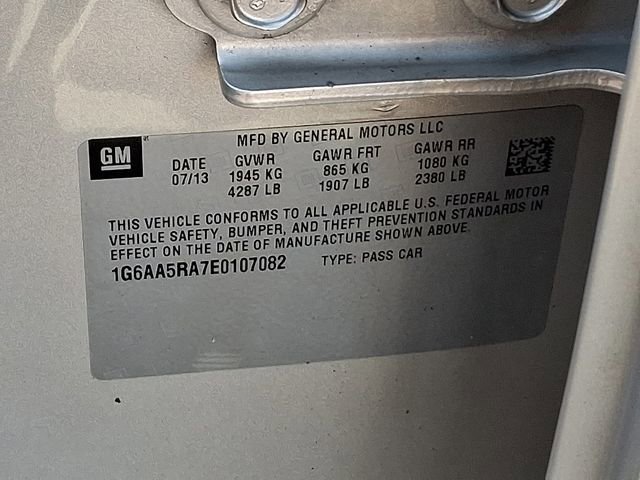 GM
MFD BY GENERAL MOTORS LLC
DATE GVWR GAWR FRT GAWR RR
07/13 1945 KG 865 KG 1080 KG
4287 LB 1907 LB 2380 LB
THIS VEHICLE CONFORMS TO ALL APPLICABLE U.S. FEDERAL MOTOR
VEHICLE SAFETY, BUMPER, AND THEFT PREVENTION STANDARDS IN
EFFECT ON THE DATE OF MANUFACTURE SHOWN ABOVE.
1G6AA5RA7E0107082 TYPE: PASS CAR